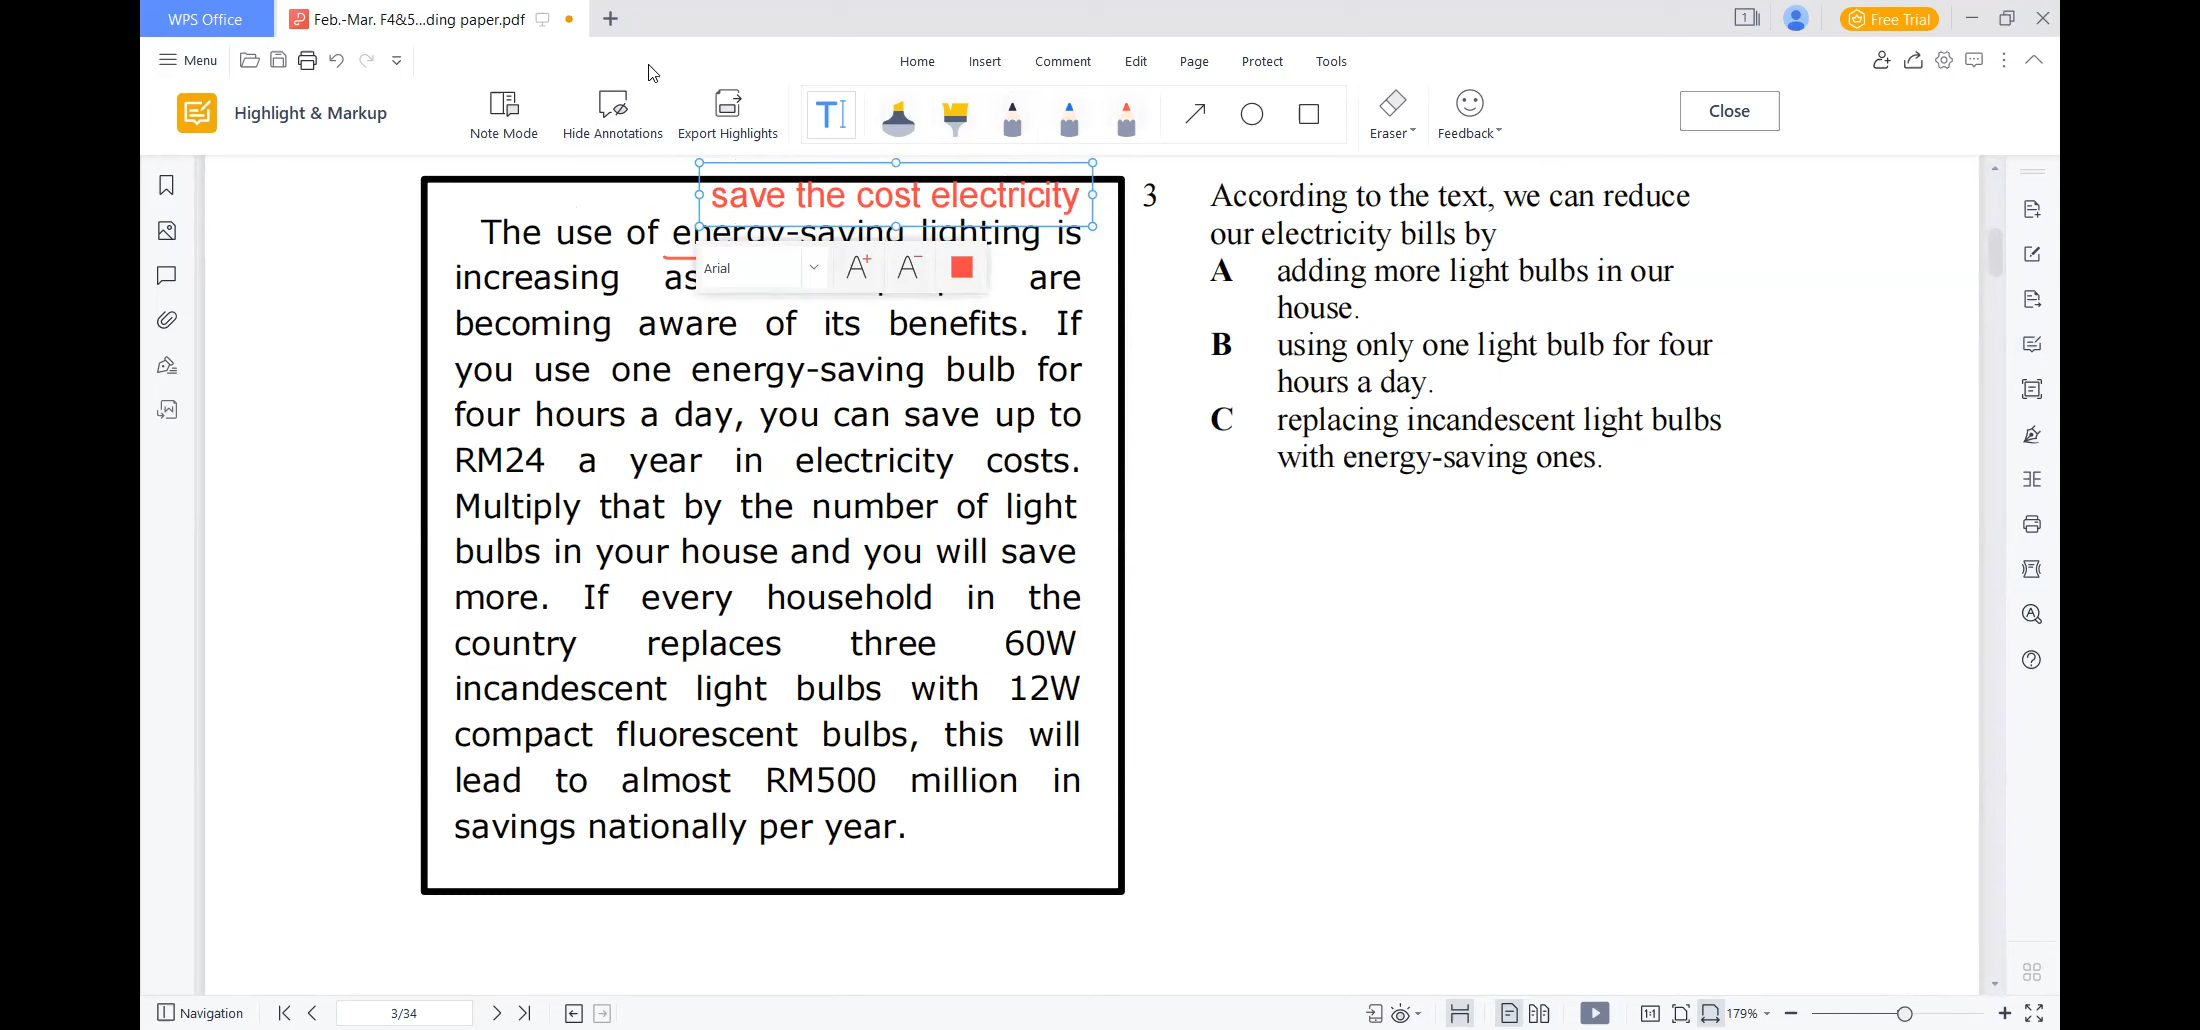 WPS Office
Feb.-Mar. F4&5...ding paper.pdf
1
Free Trial
Menu
Home
Insert
Comment
Edit
Page
Protect
Tools
Highlight & Markup
Note Mode
Hide Annotations
Export Highlights
Eraser
Feedback
Close
save the cost electricity
The use of energy-saving lighting is
increasing as are
becoming aware of its benefits. If
you use one energy-saving bulb for
four hours a day, you can save up to
RM24 a year in electricity costs.
Multiply that by the number of light
bulbs in your house and you will save
more. If every household in the
country replaces three 60W
incandescent light bulbs with 12W
compact fluorescent bulbs, this will
lead to almost RM500 million in
savings nationally per year.
Arial
3 According to the text, we can reduce
our electricity bills by
A adding more light bulbs in our
house.
B using only one light bulb for four
hours a day.
C replacing incandescent light bulbs
with energy-saving ones.
Navigation
3/34
1:1
179%